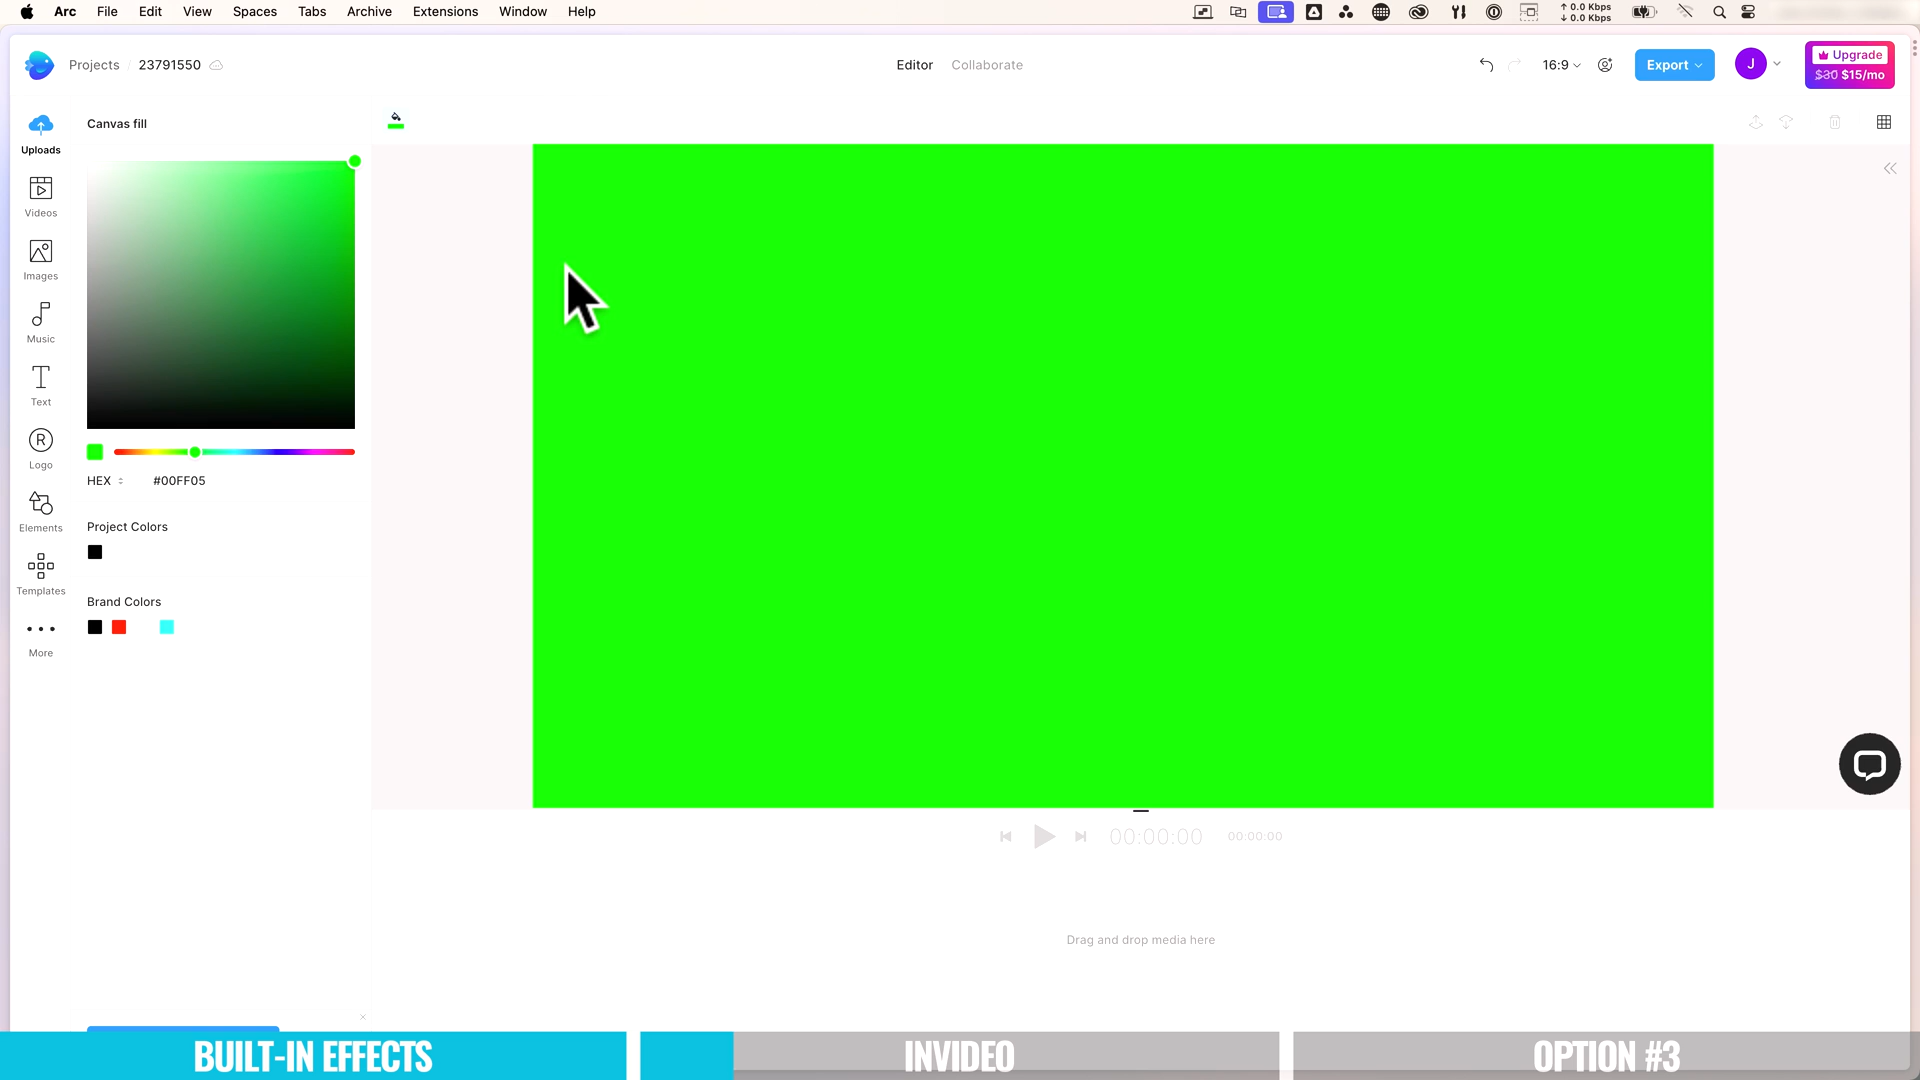 Arc File Edit View Spaces Tabs Archive Extensions Window Help
↑ 0.0 Kbps
↓ 0.0 Kbps
Projects / 23791550
Editor Collaborate
16:9
Export
J
Upgrade
$30 $15/mo
Uploads
Videos
Images
Music
Text
R
Logo
Elements
Templates
More
Canvas fill
HEX #00FF05
Project Colors
Brand Colors
00:00:00 00:00:00
Drag and drop media here
BUILT-IN EFFECTS INVIDEO OPTION #3